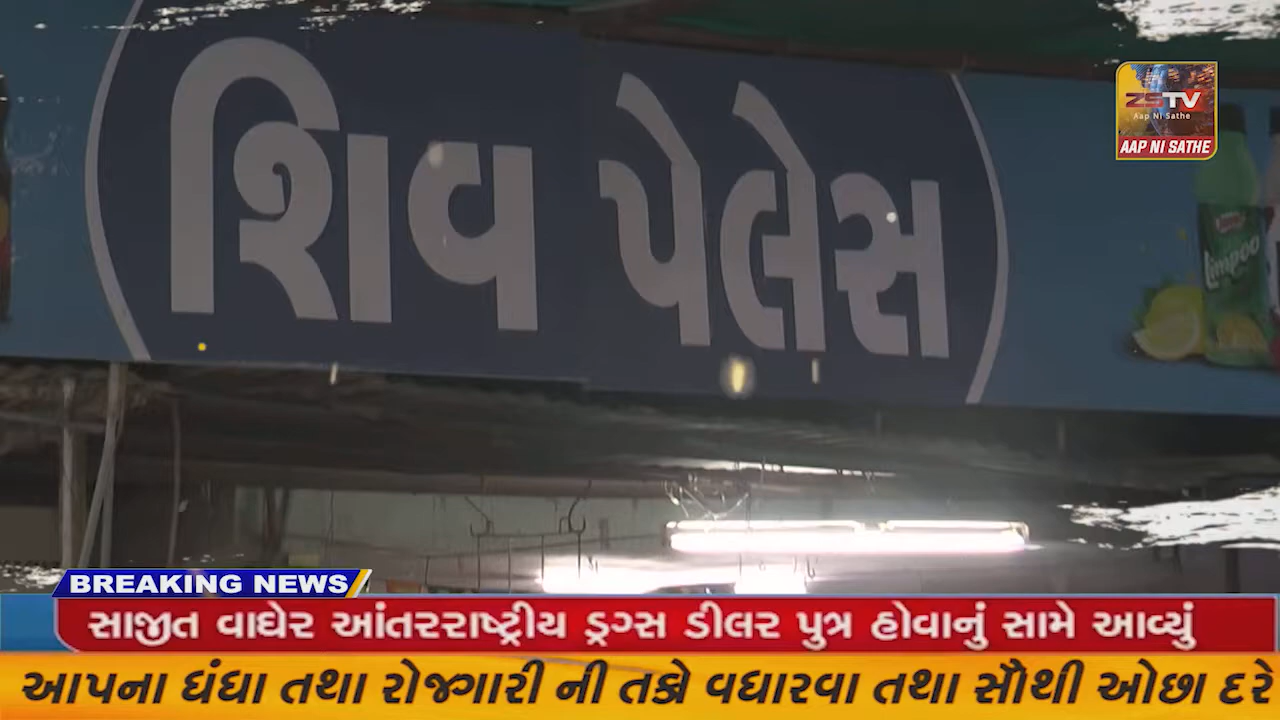 શિવ પેલેસ
ZSTV
Aap Ni Sathe
AAP NI SATHE
Limpoo
BREAKING NEWS
સાજીત વાઘેર આંતરરાષ્ટ્રીય ડ્રગ્સ ડીલર પુત્ર હોવાનું સામે આવ્યું
આપના ધંધા તથા રોજગારી ની તકો વધારવા તથા સૌથી ઓછા દરે